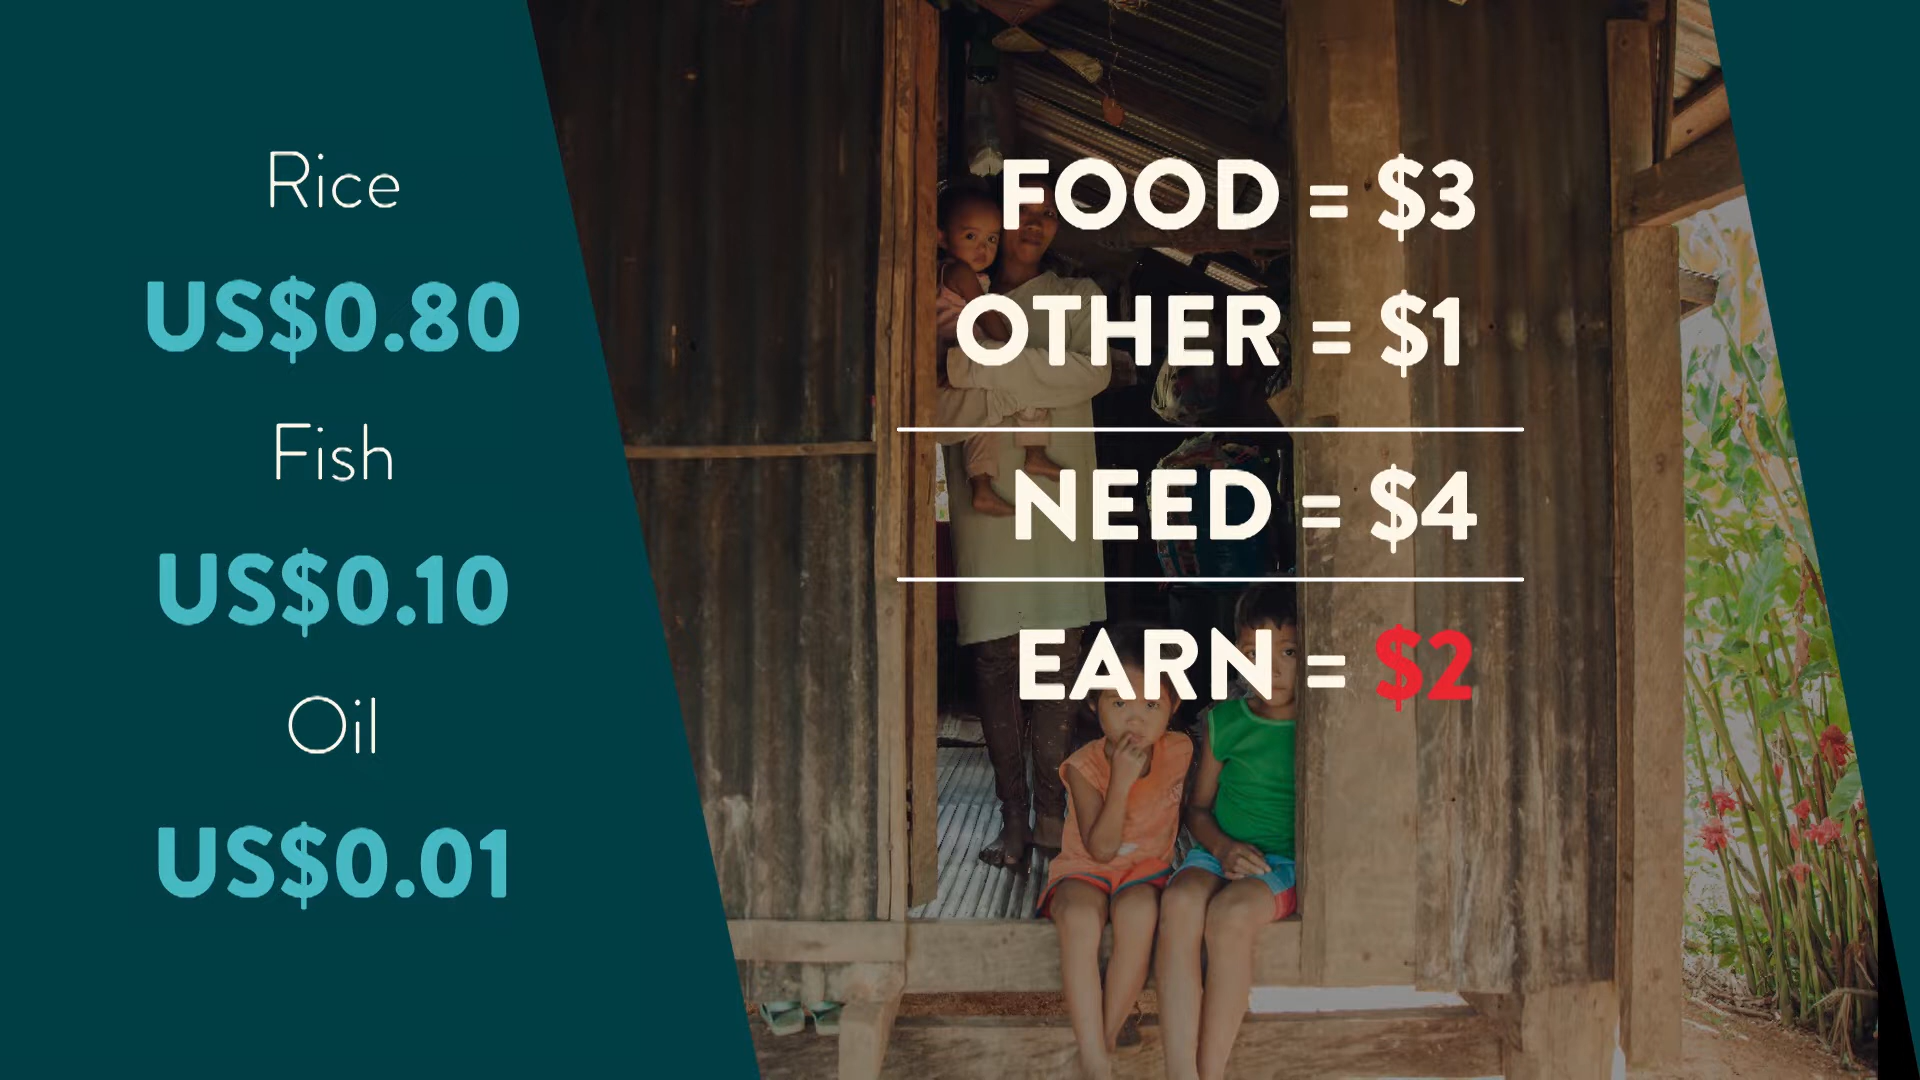 Rice
US$0.80
Fish
US$0.10
Oil
US$0.01
FOOD = $3
OTHER = $1
NEED = $4
EARN = $2